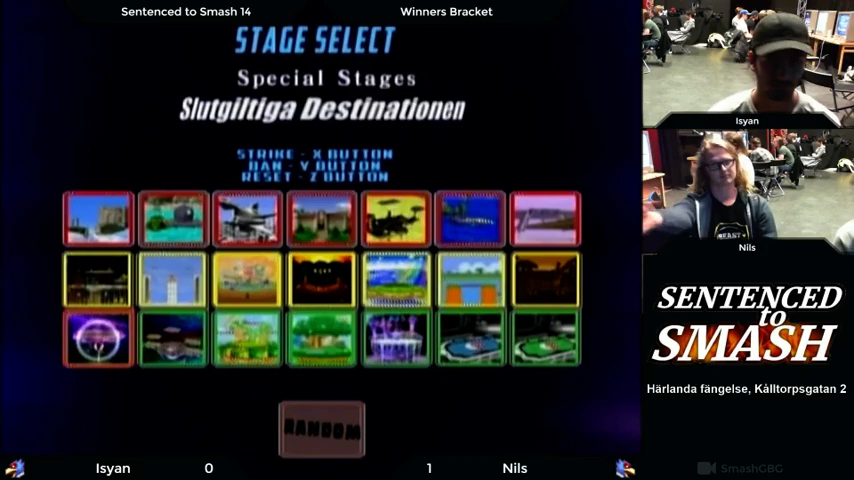 Sentenced to Smash 14
Winners Bracket
STAGE SELECT
Special Stages
Slutgiltiga Destinationen
STRIKE - X BUTTON
BAN - Y BUTTON
RESET - Z BUTTON
RANDOM
Isyan
0
1
Nils
Isyan
Nils
SENTENCED
to
SMASH
Härlanda fängelse, Kålltorpsgatan 2
SmashGBG